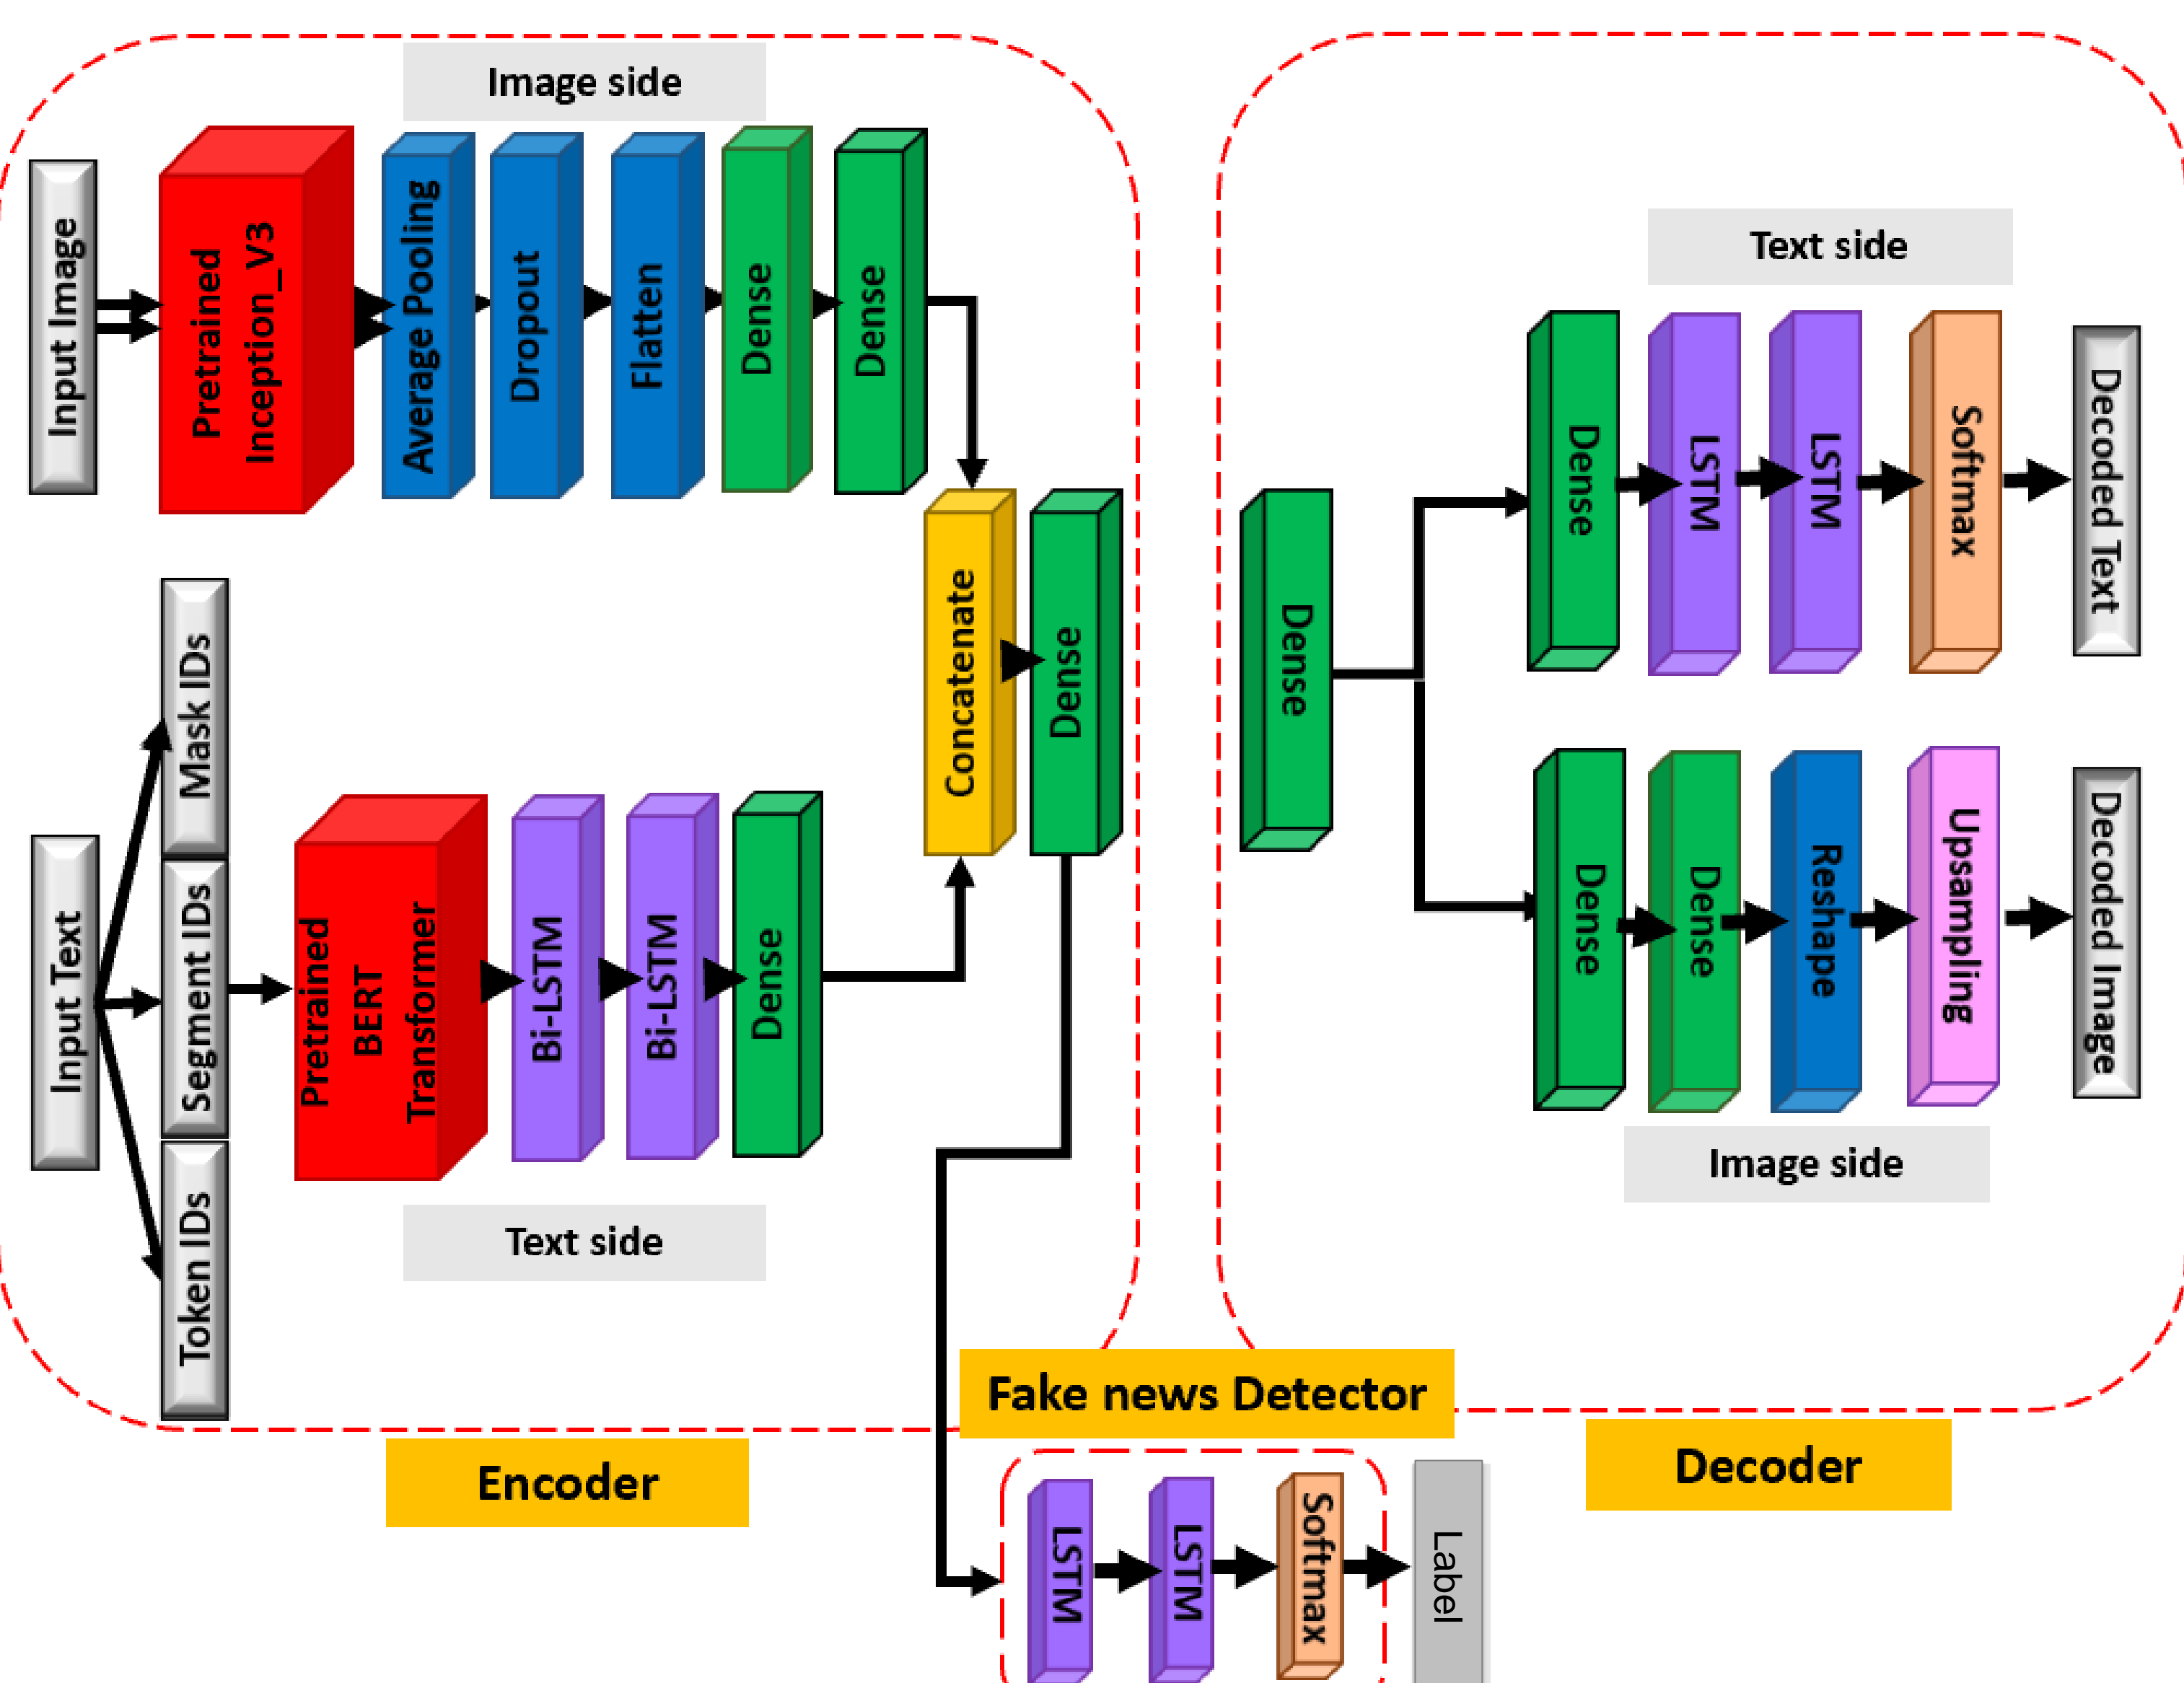 Image side
Input Image
Pretrained
Inception_V3
Average Pooling
Dropout
Flatten
Dense
Dense
Input Text
Mask IDs
Segment IDs
Token IDs
Pretrained
BERT
Transformer
Bi-LSTM
Bi-LSTM
Dense
Text side
Concatenate
Dense
Encoder
Dense
Text side
Dense
LSTM
LSTM
Softmax
Decoded Text
Dense
Dense
Reshape
Upsampling
Decoded Image
Image side
Decoder
Fake news Detector
LSTM
LSTM
Softmax
Label